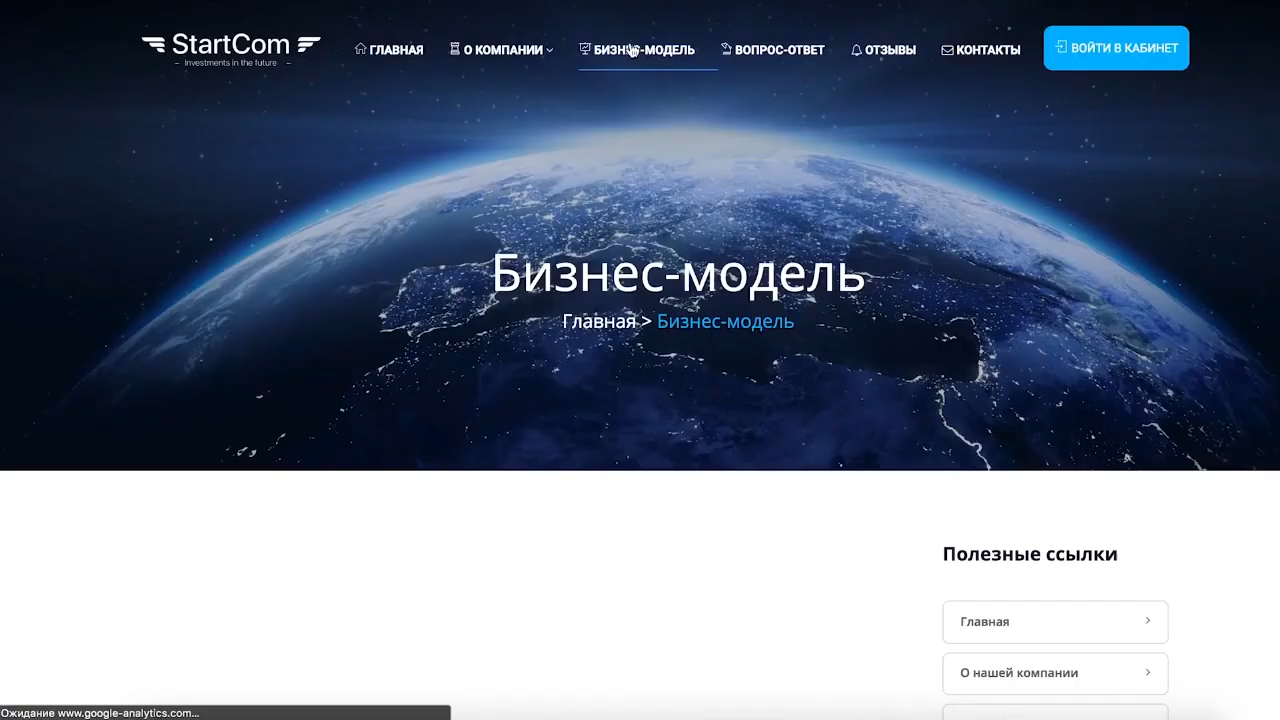 StartCom
– Investments in the future –
ГЛАВНАЯ
О КОМПАНИИ
БИЗНЕС-МОДЕЛЬ
ВОПРОС-ОТВЕТ
ОТЗЫВЫ
КОНТАКТЫ
ВОЙТИ В КАБИНЕТ
Бизнес-модель
Главная > Бизнес-модель
Полезные ссылки
Главная
О нашей компании
Ожидание www.google-analytics.com...